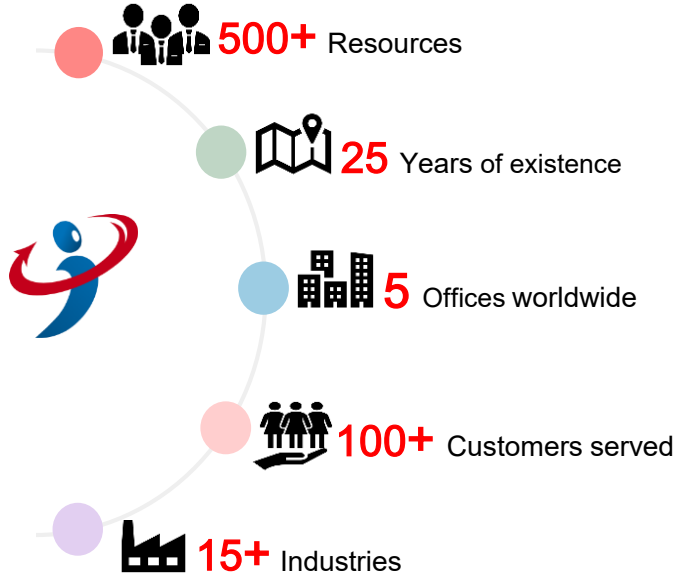 500+ Resources
25 Years of existence
5 Offices worldwide
100+ Customers served
15+ Industries